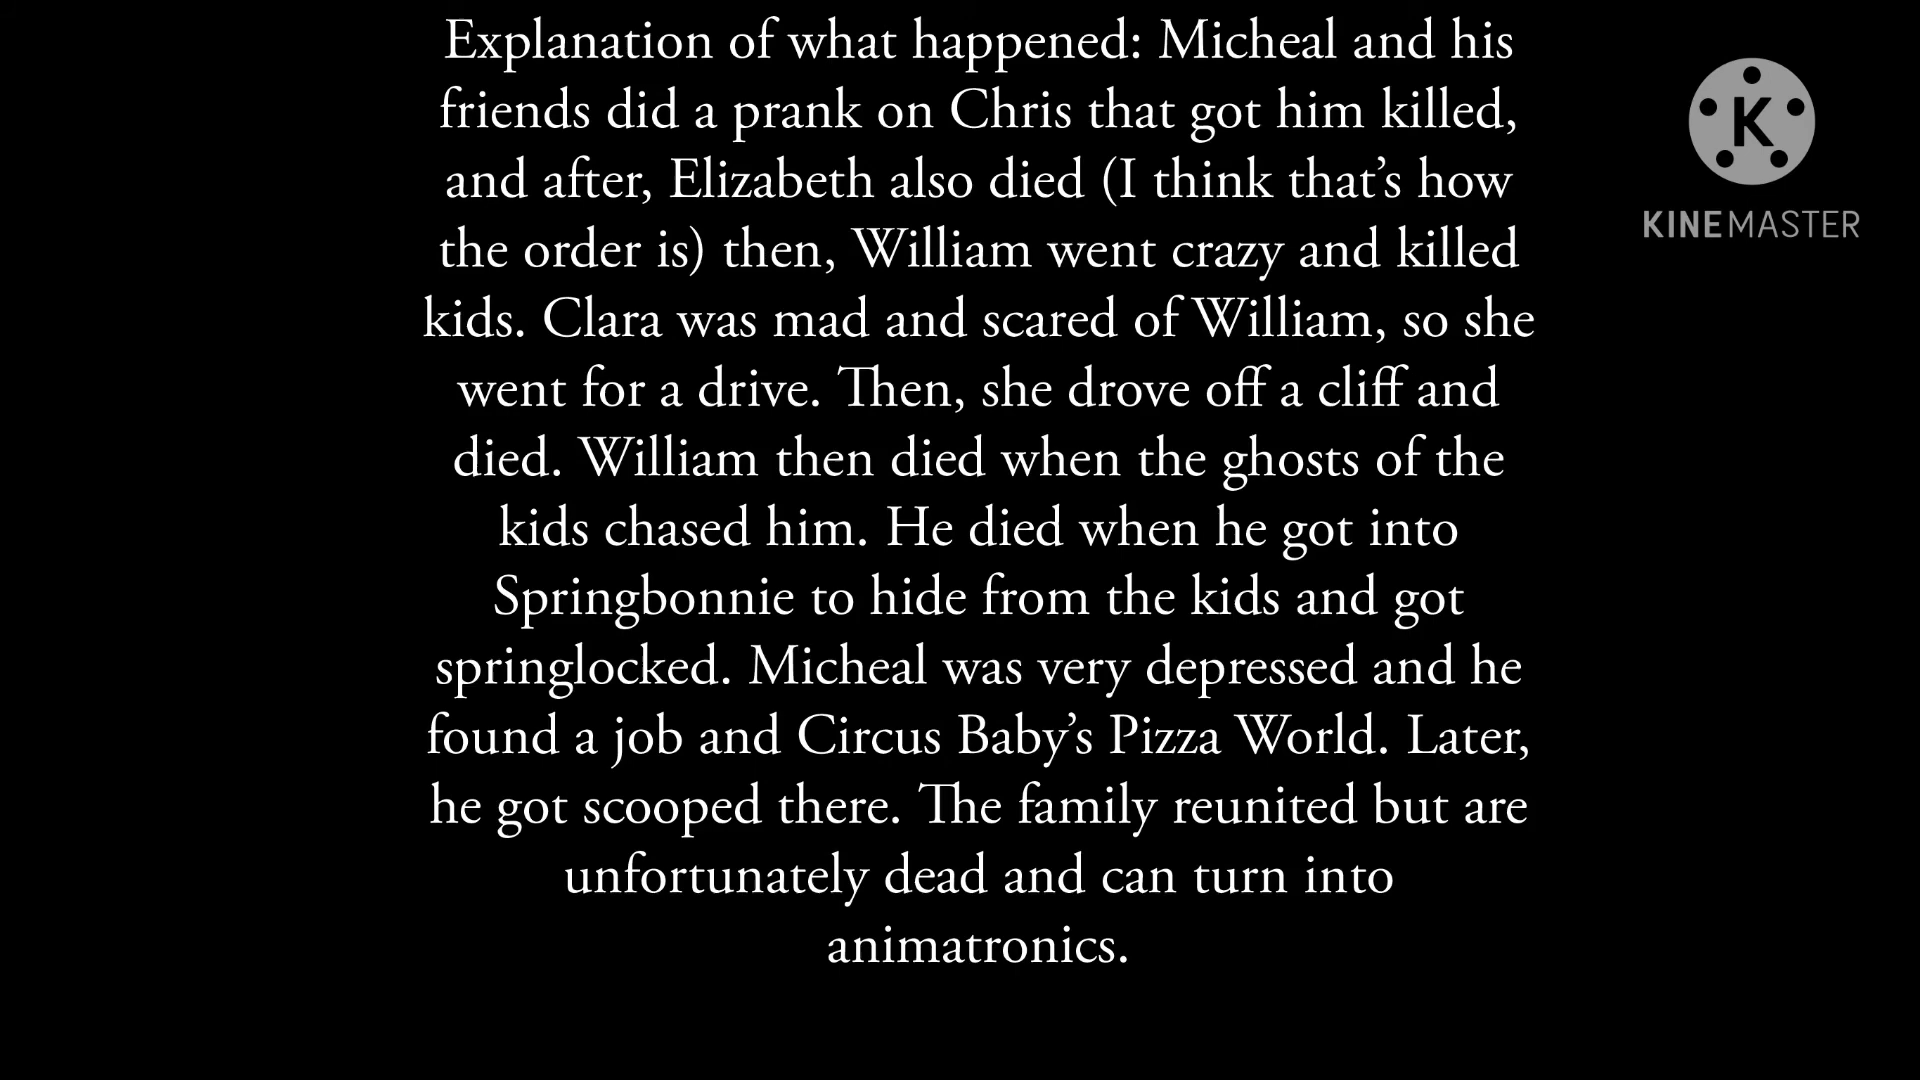 Explanation of what happened: Micheal and his
friends did a prank on Chris that got him killed,
and after, Elizabeth also died (I think that’s how
the order is) then, William went crazy and killed
kids. Clara was mad and scared of William, so she
went for a drive. Then, she drove off a cliff and
died. William then died when the ghosts of the
kids chased him. He died when he got into
Springbonnie to hide from the kids and got
springlocked. Micheal was very depressed and he
found a job and Circus Baby’s Pizza World. Later,
he got scooped there. The family reunited but are
unfortunately dead and can turn into
animatronics.
K
KINEMASTER